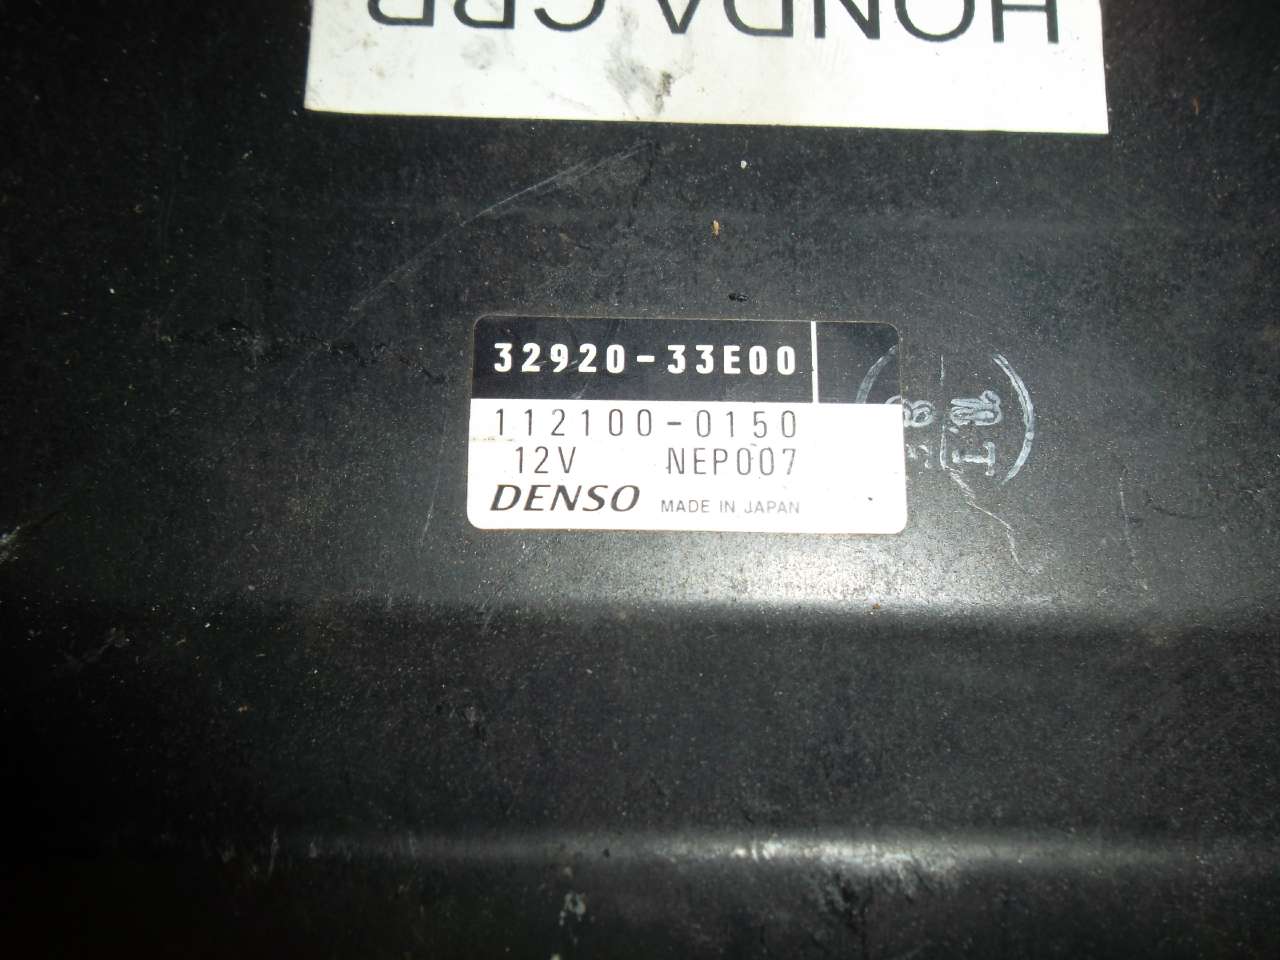 HONDA CBR
32920-33E00
112100-0150
12V NEP007
DENSO MADE IN JAPAN